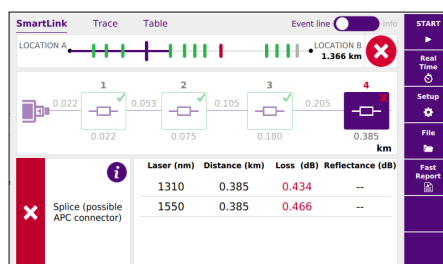 SmartLink Trace Table Event line Info
LOCATION A LOCATION B
1.366 km
1 2 3 4
0.022 0.053 0.105 0.205
0.022 0.075 0.180 0.385
km
Laser (nm) Distance (km) Loss (dB) Reflectance (dB)
1310 0.385 0.434 --
1550 0.385 0.466 --
i
Splice (possible
APC connector)
START
Real
Time
Setup
File
Fast
Report